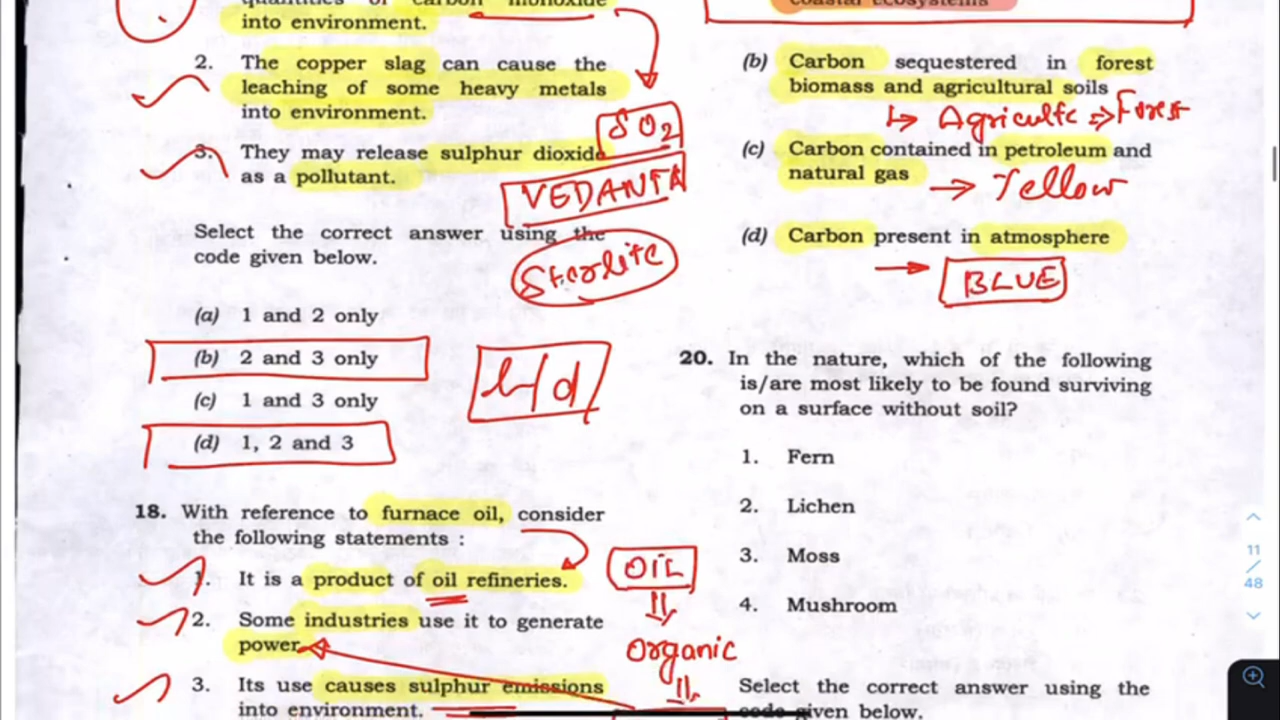 quantities of carbon monoxide
into environment.
2. The copper slag can cause the
leaching of some heavy metals
into environment.
SO2
3. They may release sulphur dioxide
as a pollutant.
VEDANTA
Select the correct answer using the
code given below.
Sterlite
(a) 1 and 2 only
(b) 2 and 3 only
(c) 1 and 3 only
(d) 1, 2 and 3
b/d
18. With reference to furnace oil, consider
the following statements :
1. It is a product of oil refineries.
OIL
2. Some industries use it to generate
power.
Organic
3. Its use causes sulphur emissions
into environment.
coastal ecosystems
(b) Carbon sequestered in forest
biomass and agricultural soils
Forest
(c) Carbon contained in petroleum and
natural gas
Yellow
(d) Carbon present in atmosphere
BLUE
20. In the nature, which of the following
is/are most likely to be found surviving
on a surface without soil?
1. Fern
2. Lichen
3. Moss
4. Mushroom
Select the correct answer using the
code given below.
11
/
48